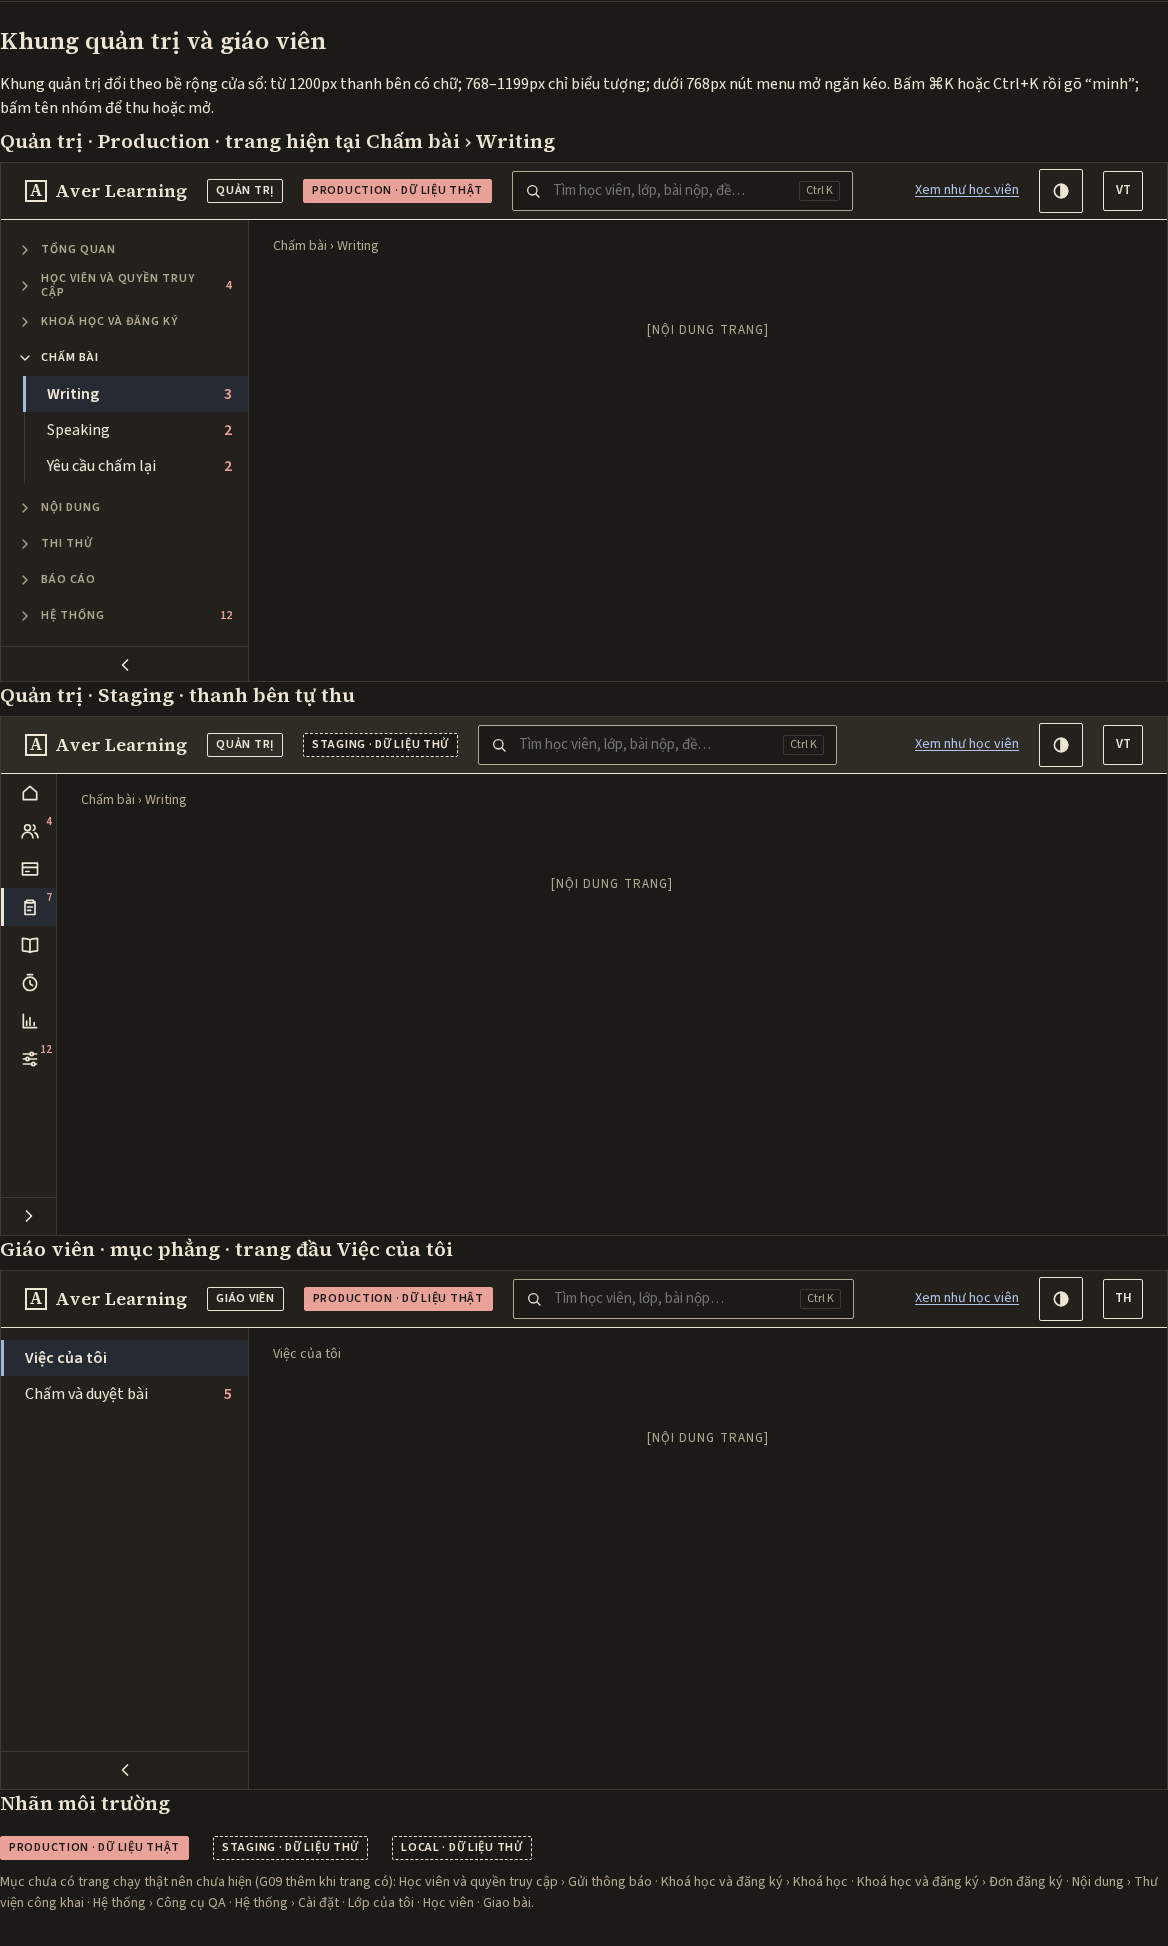 Khung quản trị và giáo viên
Khung quản trị đổi theo bề rộng cửa sổ: từ 1200px thanh bên có chữ; 768–1199px chỉ biểu tượng; dưới 768px nút menu mở ngăn kéo. Bấm ⌘K hoặc Ctrl+K rồi gõ “minh”;
bấm tên nhóm để thu hoặc mở.
Quản trị · Production · trang hiện tại Chấm bài › Writing
A Aver Learning QUẢN TRỊ PRODUCTION · DỮ LIỆU THẬT Tìm học viên, lớp, bài nộp, đề… Ctrl K Xem như học viên VT
TỔNG QUAN
Chấm bài › Writing
HỌC VIÊN VÀ QUYỀN TRUY
CẬP
4
KHOÁ HỌC VÀ ĐĂNG KÝ
[NỘI DUNG TRANG]
CHẤM BÀI
Writing 3
Speaking 2
Yêu cầu chấm lại 2
NỘI DUNG
THI THỬ
BÁO CÁO
HỆ THỐNG 12
Quản trị · Staging · thanh bên tự thu
A Aver Learning QUẢN TRỊ STAGING · DỮ LIỆU THỬ Tìm học viên, lớp, bài nộp, đề… Ctrl K Xem như học viên VT
Chấm bài › Writing
4
[NỘI DUNG TRANG]
7
12
Giáo viên · mục phẳng · trang đầu Việc của tôi
A Aver Learning GIÁO VIÊN PRODUCTION · DỮ LIỆU THẬT Tìm học viên, lớp, bài nộp… Ctrl K Xem như học viên TH
Việc của tôi
Việc của tôi
Chấm và duyệt bài 5
[NỘI DUNG TRANG]
Nhãn môi trường
PRODUCTION · DỮ LIỆU THẬT STAGING · DỮ LIỆU THỬ LOCAL · DỮ LIỆU THỬ
Mục chưa có trang chạy thật nên chưa hiện (G09 thêm khi trang có): Học viên và quyền truy cập › Gửi thông báo · Khoá học và đăng ký › Khoá học · Khoá học và đăng ký › Đơn đăng ký · Nội dung › Thư
viện công khai · Hệ thống › Công cụ QA · Hệ thống › Cài đặt · Lớp của tôi · Học viên · Giao bài.